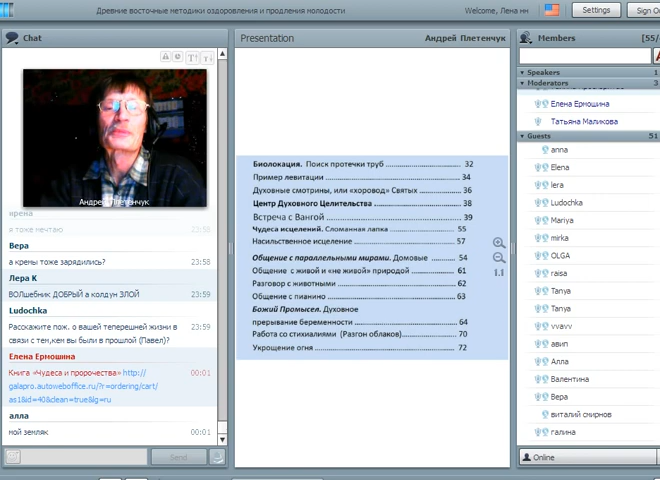 Древние восточные методики оздоровления и продления молодости
Welcome, Лена нн
Settings
Sign Ou
Chat
Андрей Плетенчук
ирена
я тоже мечтаю 23:58
Вера
а кремы тоже зарядились? 23:58
Лера К
ВОЛшебник ДОБРЫЙ а колдун ЗЛОЙ 23:59
Ludochka
Расскажите пож. о вашей теперешней жизни в 23:59
связи с тем,кем вы были в прошлой (Павел)?
Елена Ермошина
Книга «Чудеса и пророчества» http:// 00:01
galapro.autoweboffice.ru/?r=ordering/cart/
as1&id=40&clean=true&lg=ru
алла
мой земляк 00:01
Send
Presentation Андрей Плетенчук
Биолокация. Поиск протечки труб 32
Пример левитации 34
Духовные смотрины, или «хоровод» Святых 36
Центр Духовного Целительства 38
Встреча с Вангой 39
Чудеса исцелений. Сломанная лапка 55
Насильственное исцеление 57
Общение с параллельными мирами. Домовые 54
Общение с живой и «не живой» природой 61
Разговор с животными 62
Общение с пианино 63
Божий Промысел. Духовное
прерывание беременности 64
Работа со стихиалиями (Разгон облаков) 70
Укрощение огня 72
1:1
Members [55/
Speakers 1
Moderators 3
Елена Ермошина
Татьяна Маликова
Guests 51
anna
Elena
lera
Ludochka
Mariya
mirka
OLGA
raisa
Tanya
Tanya
vvavv
авип
Алла
Валентина
Вера
виталий смирнов
галина
Online